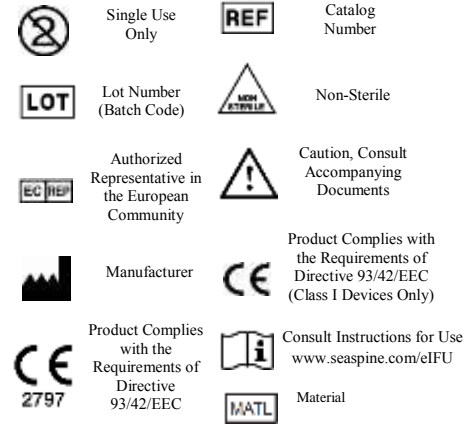 2
Single Use
Only
REF
Catalog
Number
LOT
Lot Number
(Batch Code)
NON
STERILE
Non-Sterile
EC REP
Authorized
Representative in
the European
Community
!
Caution, Consult
Accompanying
Documents
Manufacturer
CE
Product Complies with
the Requirements of
Directive 93/42/EEC
(Class I Devices Only)
CE
2797
Product Complies
with the
Requirements of
Directive
93/42/EEC
i
Consult Instructions for Use
www.seaspine.com/eIFU
MATL
Material